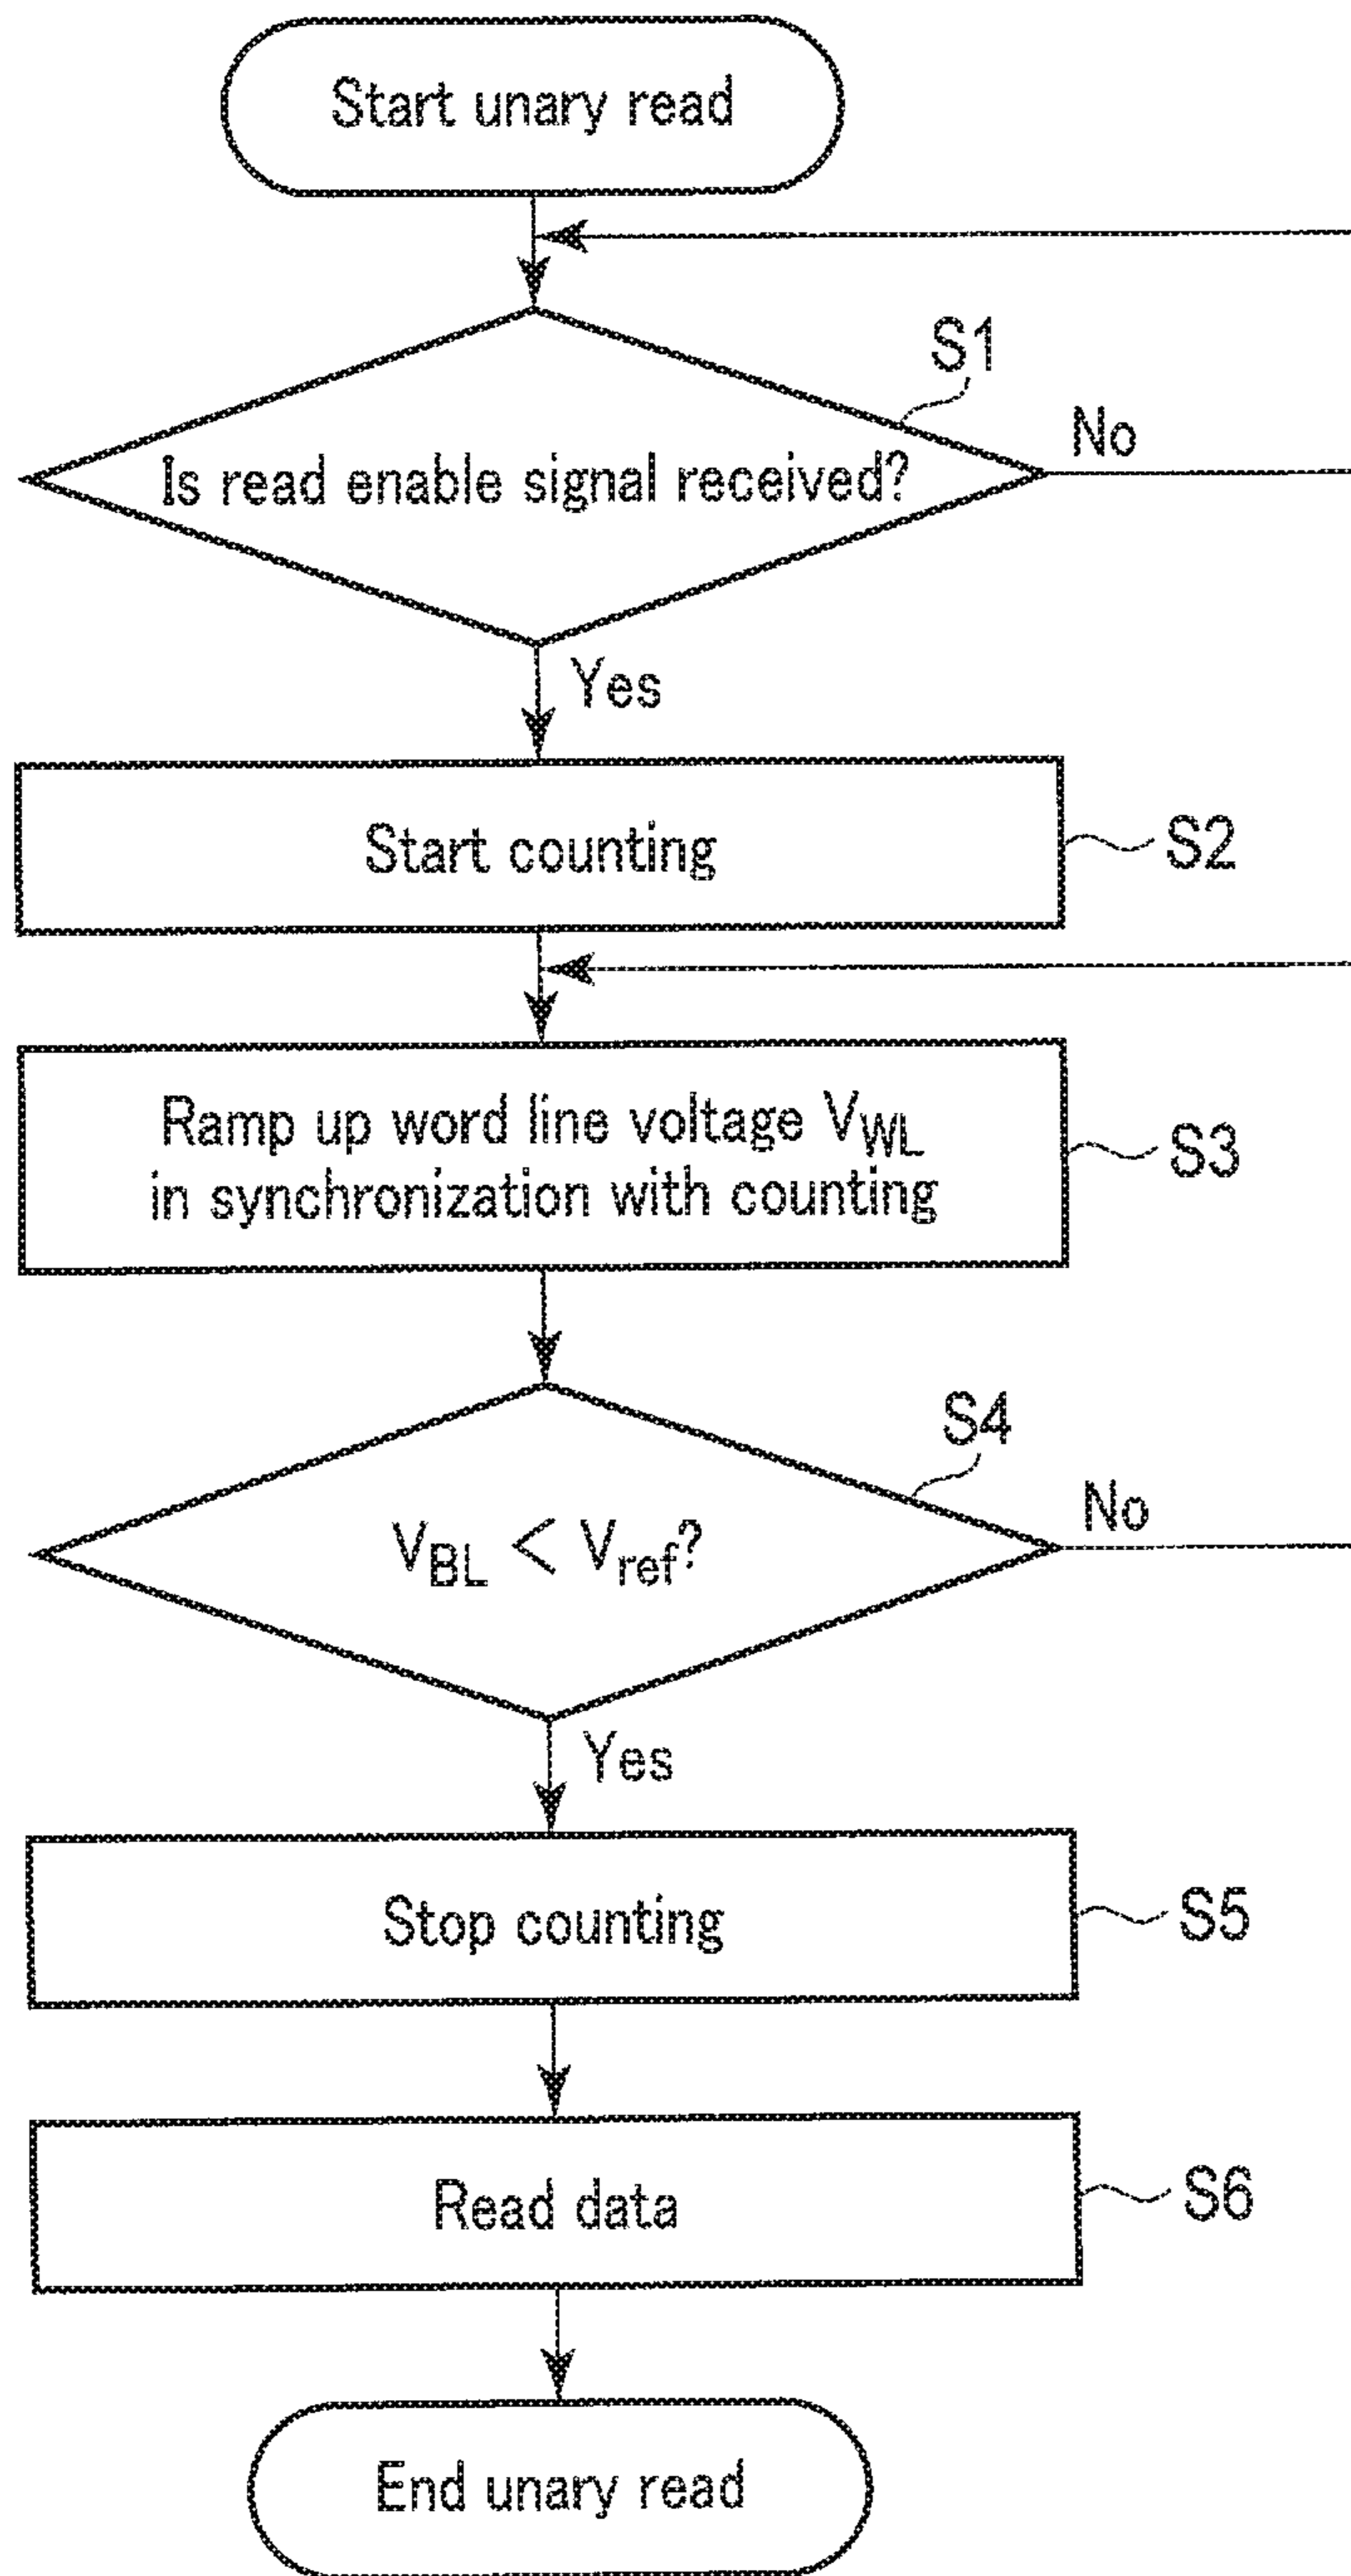 Start unary read
S1
Is read enable signal received?
No
Yes
Start counting
S2
Ramp up word line voltage VWL
in synchronization with counting
S3
S4
VBL < Vref?
No
Yes
Stop counting
S5
Read data
S6
End unary read